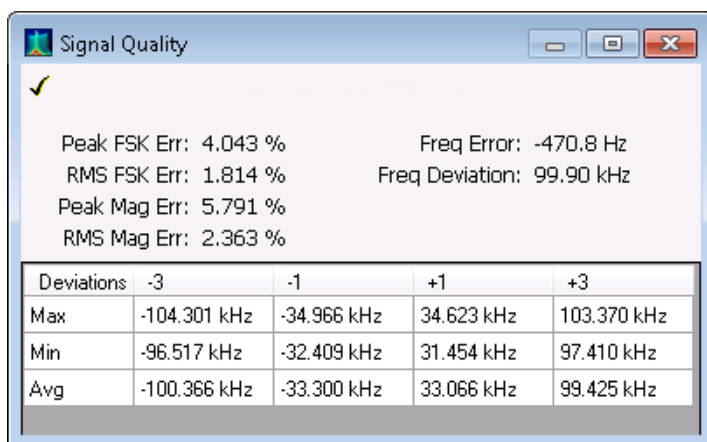 Signal Quality
Peak FSK Err: 4.043 % Freq Error: -470.8 Hz
RMS FSK Err: 1.814 % Freq Deviation: 99.90 kHz
Peak Mag Err: 5.791 %
RMS Mag Err: 2.363 %
Deviations -3 -1 +1 +3
Max -104.301 kHz -34.966 kHz 34.623 kHz 103.370 kHz
Min -96.517 kHz -32.409 kHz 31.454 kHz 97.410 kHz
Avg -100.366 kHz -33.300 kHz 33.066 kHz 99.425 kHz